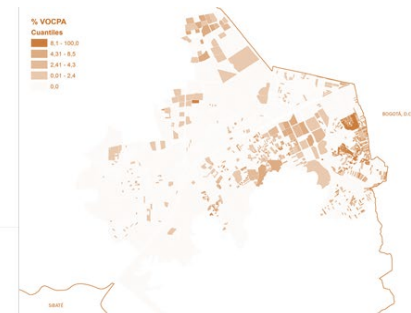 % VOCPA
Cuantiles
8,1 - 100,0
4,31 - 8,5
2,41 - 4,3
0,01 - 2,4
0,0
BOGOTÁ, D.C